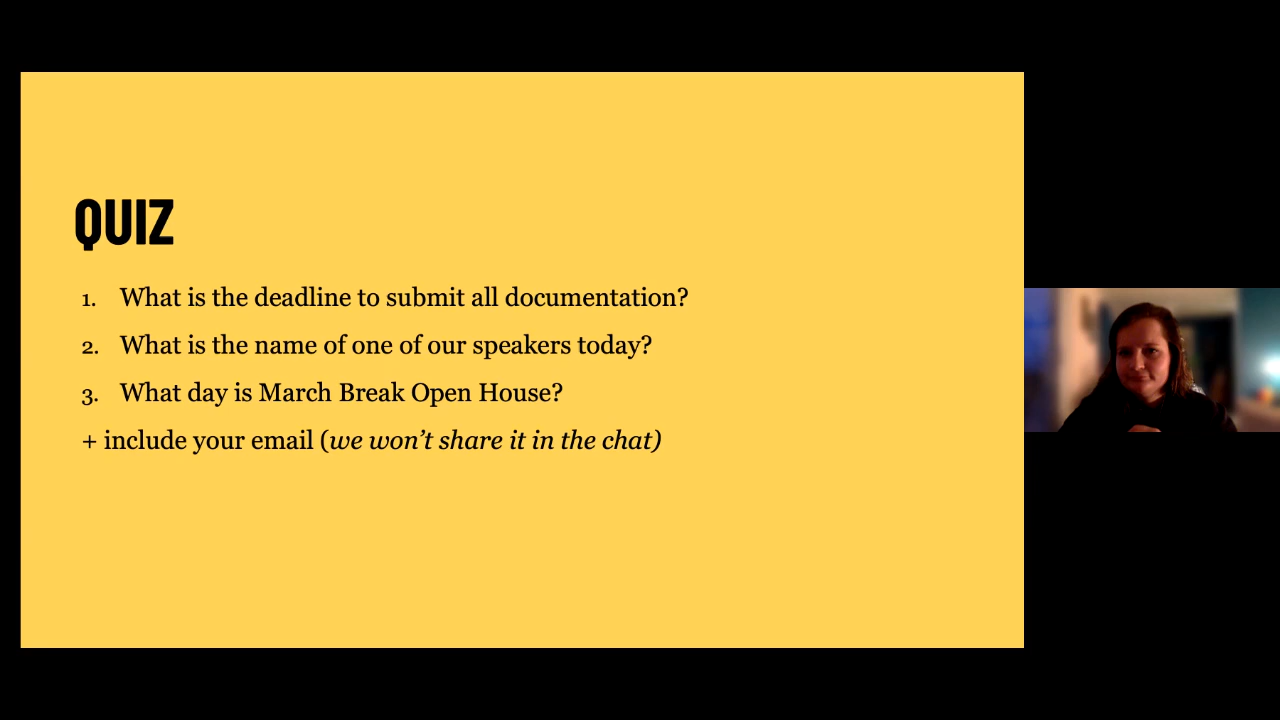 QUIZ
1. What is the deadline to submit all documentation?
2. What is the name of one of our speakers today?
3. What day is March Break Open House?
+ include your email (we won’t share it in the chat)